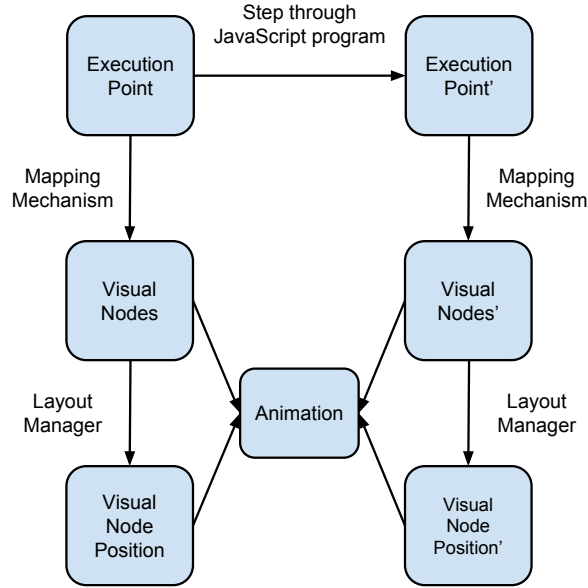 Step through
JavaScript program
Execution
Point
Execution
Point’
Mapping
Mechanism
Mapping
Mechanism
Visual
Nodes
Visual
Nodes’
Animation
Layout
Manager
Layout
Manager
Visual
Node
Position
Visual
Node
Position’